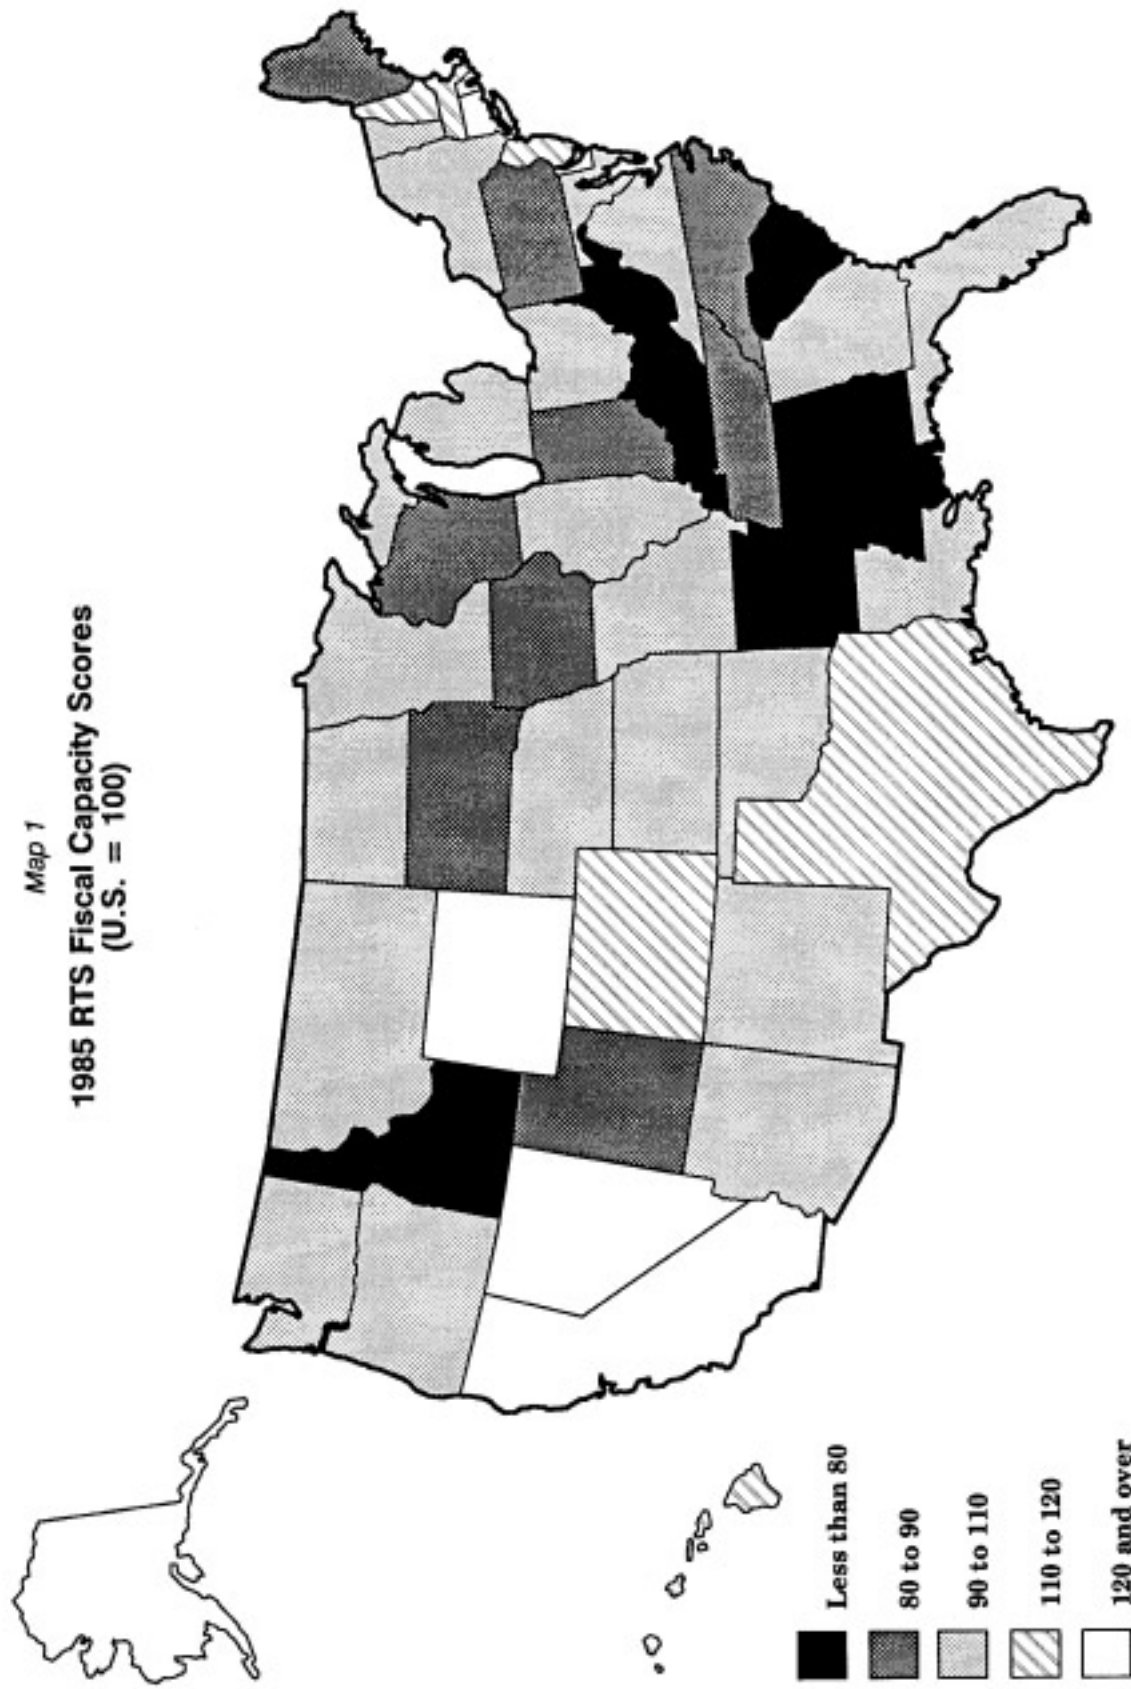 Map 1
1985 RTS Fiscal Capacity Scores
(U.S. = 100)
Less than 80
80 to 90
90 to 110
110 to 120
120 and over